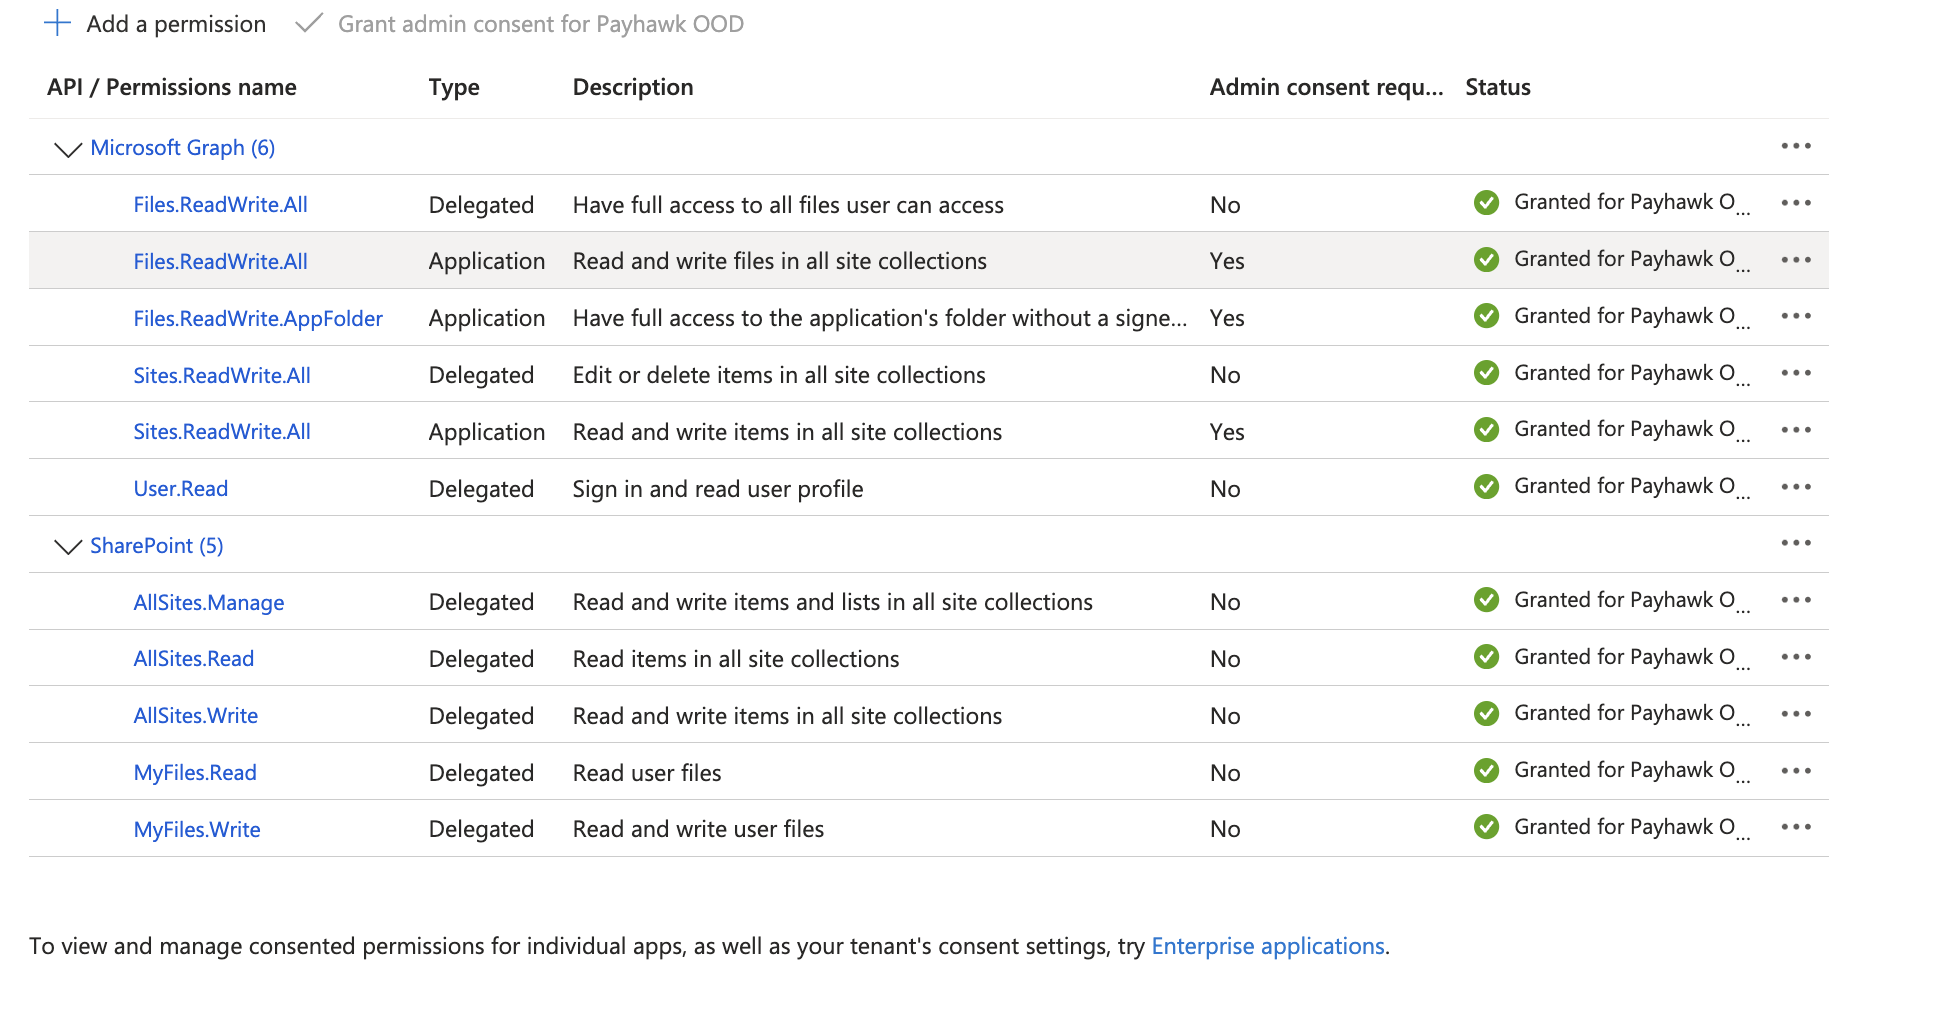 Add a permission Grant admin consent for Payhawk OOD
API / Permissions name Type Description Admin consent requ... Status
Microsoft Graph (6) ...
Files.ReadWrite.All Delegated Have full access to all files user can access No Granted for Payhawk O... ...
Files.ReadWrite.All Application Read and write files in all site collections Yes Granted for Payhawk O... ...
Files.ReadWrite.AppFolder Application Have full access to the application's folder without a signe... Yes Granted for Payhawk O... ...
Sites.ReadWrite.All Delegated Edit or delete items in all site collections No Granted for Payhawk O... ...
Sites.ReadWrite.All Application Read and write items in all site collections Yes Granted for Payhawk O... ...
User.Read Delegated Sign in and read user profile No Granted for Payhawk O... ...
SharePoint (5) ...
AllSites.Manage Delegated Read and write items and lists in all site collections No Granted for Payhawk O... ...
AllSites.Read Delegated Read items in all site collections No Granted for Payhawk O... ...
AllSites.Write Delegated Read and write items in all site collections No Granted for Payhawk O... ...
MyFiles.Read Delegated Read user files No Granted for Payhawk O... ...
MyFiles.Write Delegated Read and write user files No Granted for Payhawk O... ...
To view and manage consented permissions for individual apps, as well as your tenant's consent settings, try Enterprise applications.